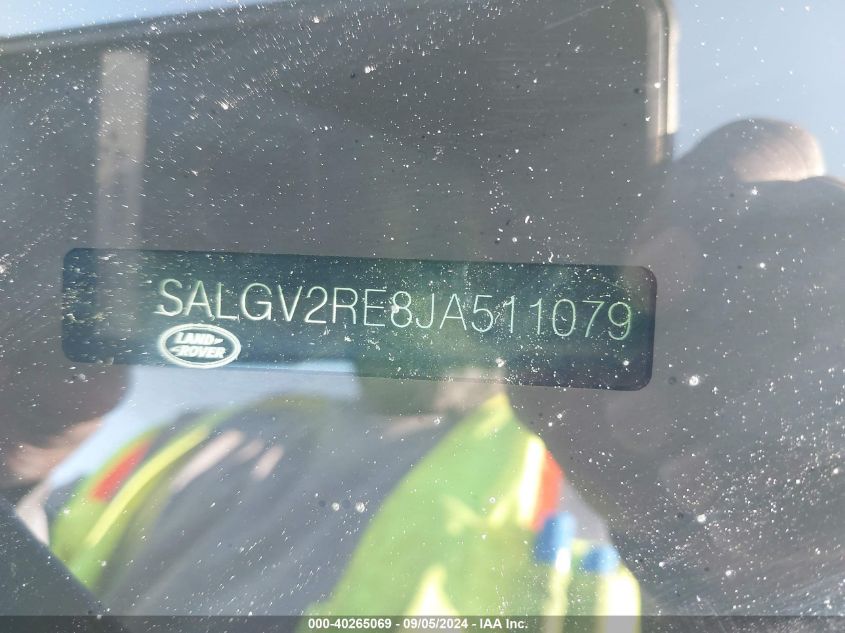 SALGV2RE8JA511079
LAND
ROVER
000-40265069 - 09/05/2024 - IAA Inc.